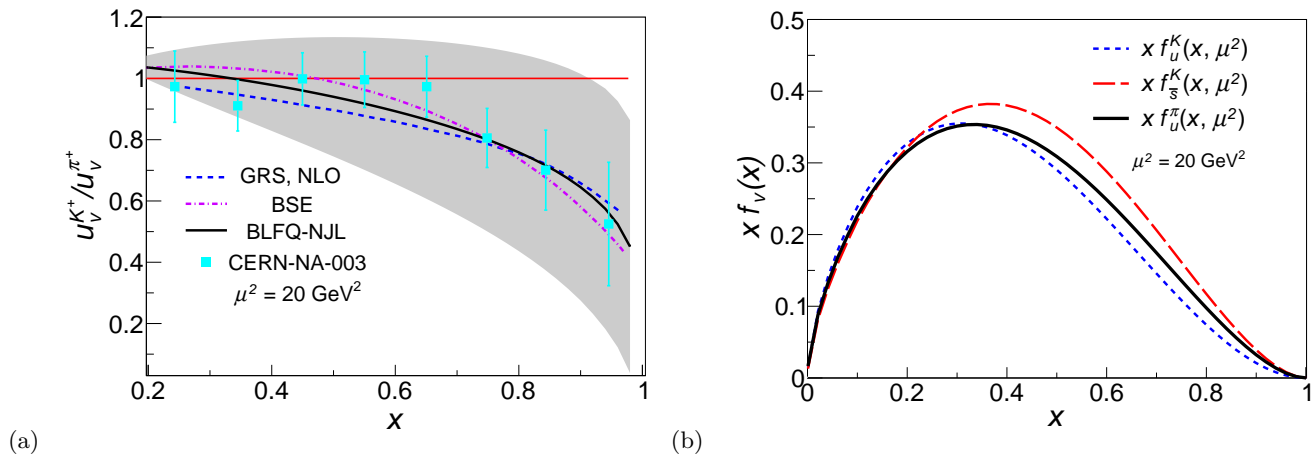 1.2
1
0.8
0.6
0.4
0.2
u_V^{K^+}/u_V^{π^+}
GRS, NLO
BSE
BLFQ-NJL
CERN-NA-003
μ² = 20 GeV²
0.2 0.4 0.6 0.8 1
x
(a)
0.5
0.4
0.3
0.2
0.1
0
x f_v(x)
x f_u^K(x, μ²)
x f_{s̅}^K(x, μ²)
x f_u^π(x, μ²)
μ² = 20 GeV²
0 0.2 0.4 0.6 0.8 1
x
(b)